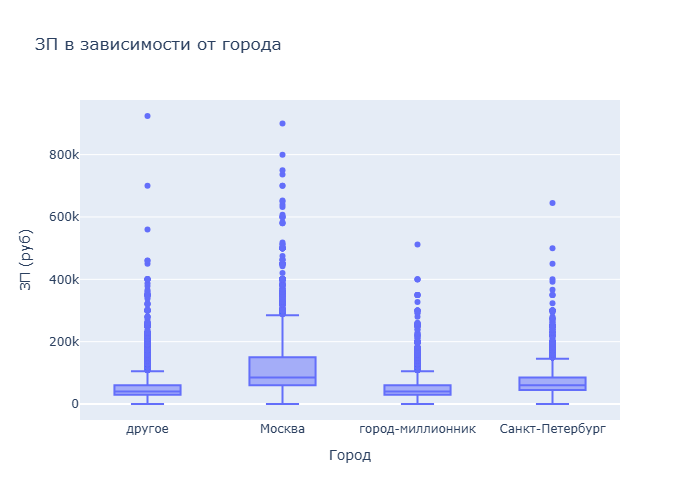 ЗП в зависимости от города
ЗП (руб)
800k
600k
400k
200k
0
другое
Москва
город-миллионник
Санкт-Петербург
Город